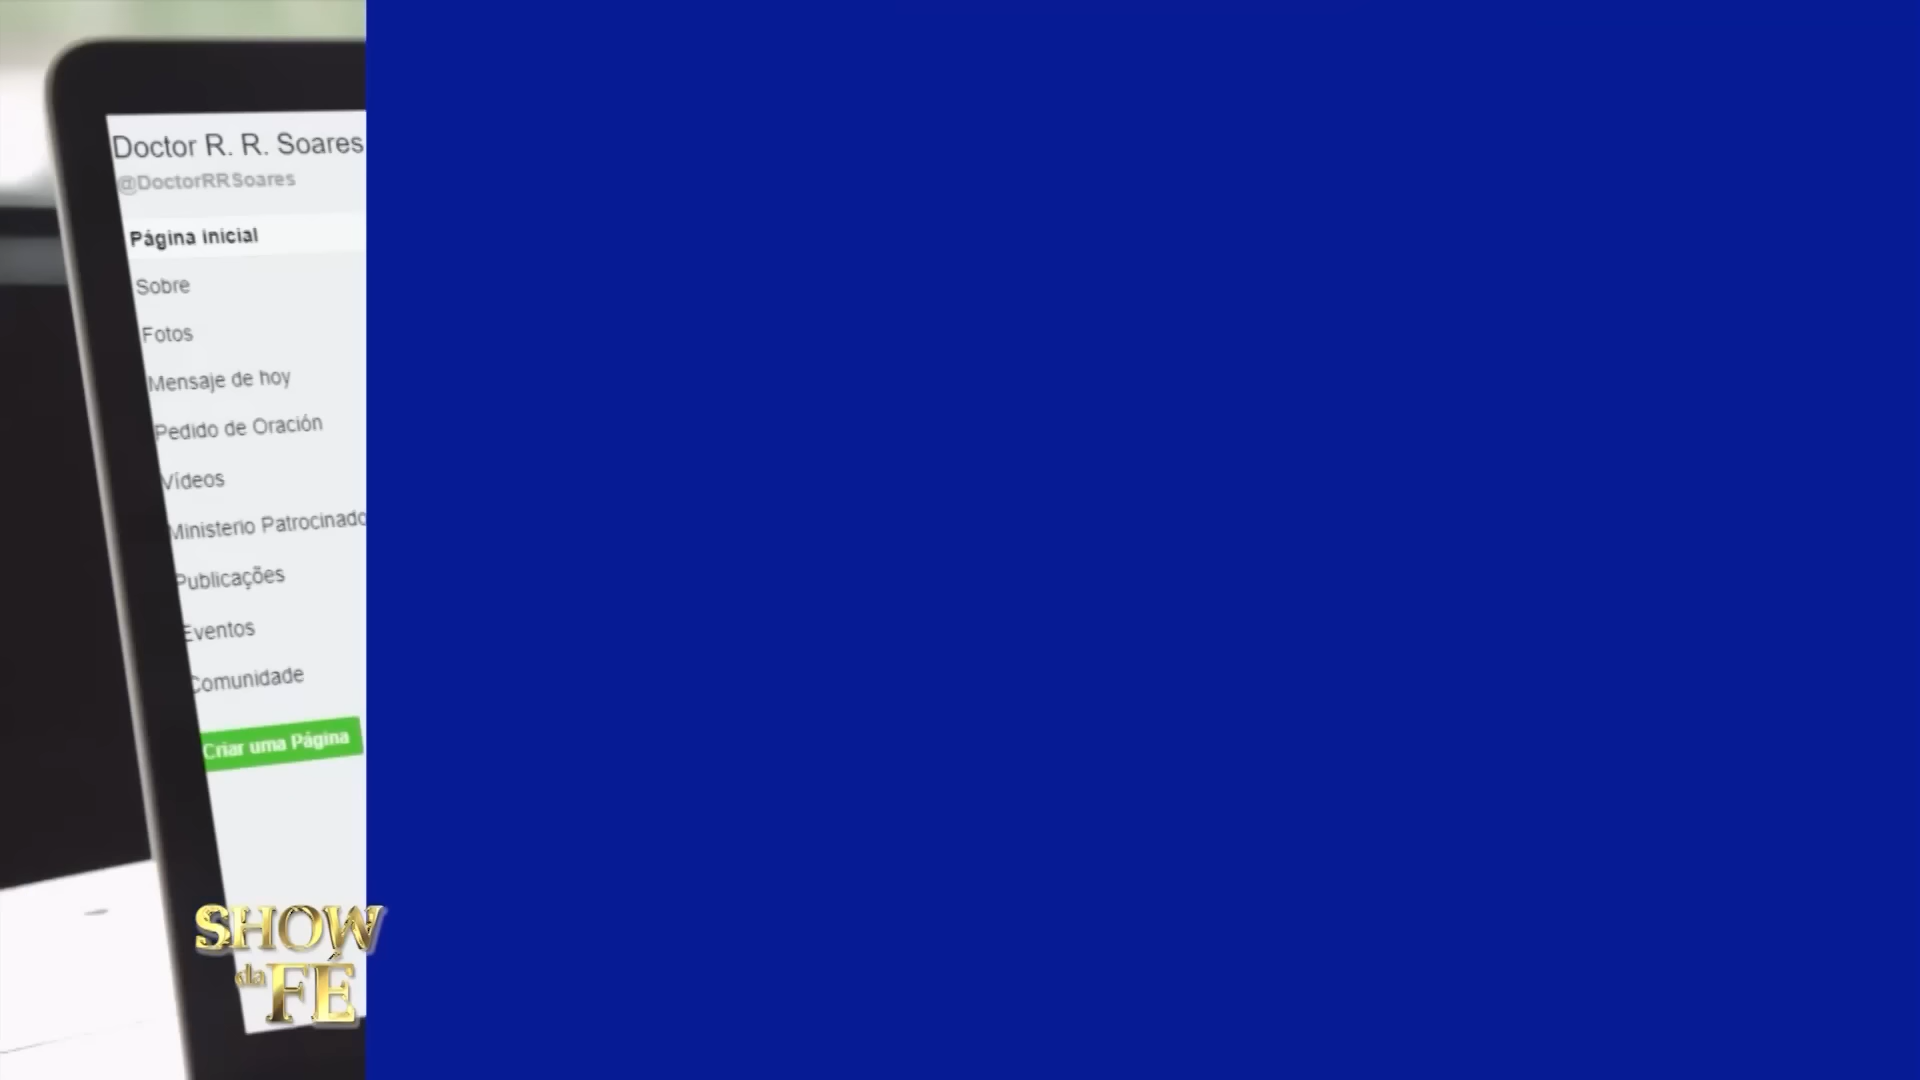 Doctor R. R. Soares
@DoctorRRSoares
Página inicial
Sobre
Fotos
Mensaje de hoy
Pedido de Oración
Vídeos
Ministerio Patrocinado
Publicações
Eventos
Comunidade
Criar uma Página
SHOW
da FÉ